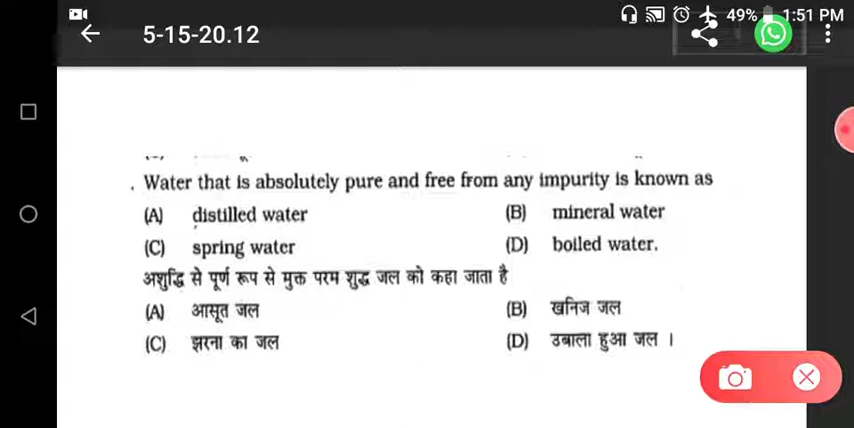 49% 1:51 PM
5-15-20.12
. Water that is absolutely pure and free from any impurity is known as
(A) distilled water (B) mineral water
(C) spring water (D) boiled water.
अशुद्धि से पूर्ण रूप से मुक्त परम शुद्ध जल को कहा जाता है
(A) आसूत जल (B) खनिज जल
(C) झरना का जल (D) उबाला हुआ जल ।